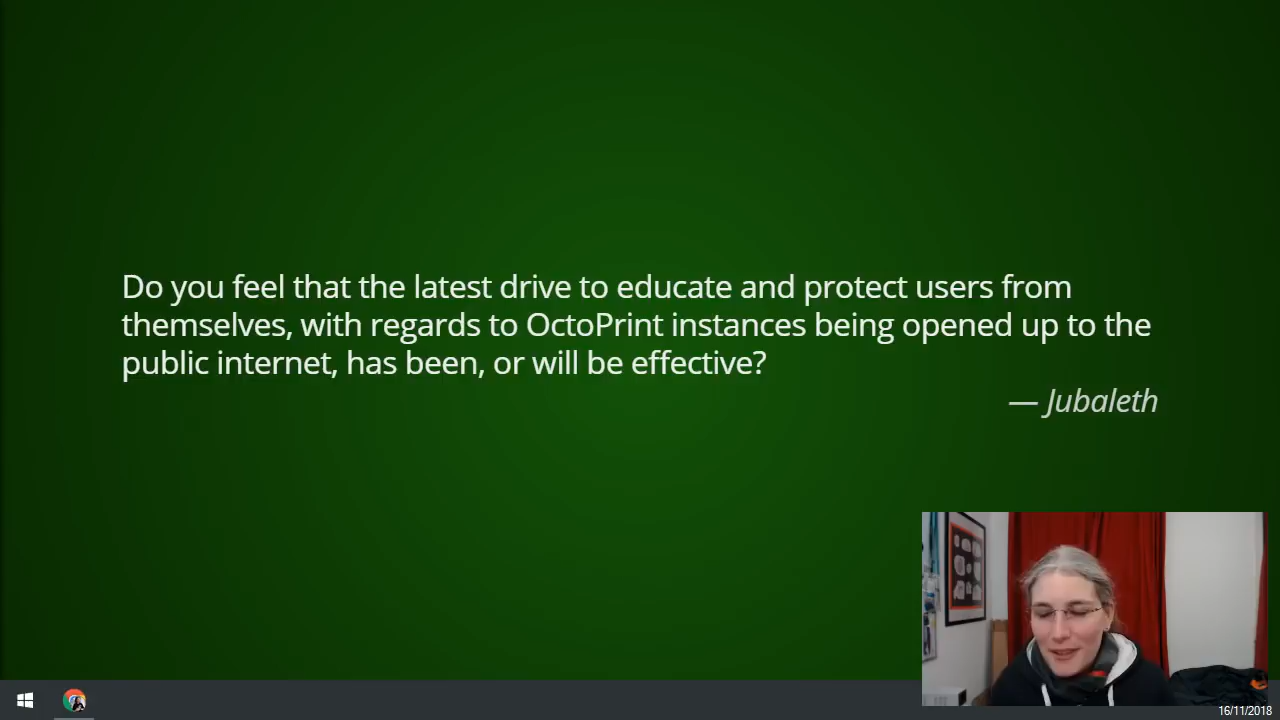 Do you feel that the latest drive to educate and protect users from
themselves, with regards to OctoPrint instances being opened up to the
public internet, has been, or will be effective?
— Jubaleth
16/11/2018